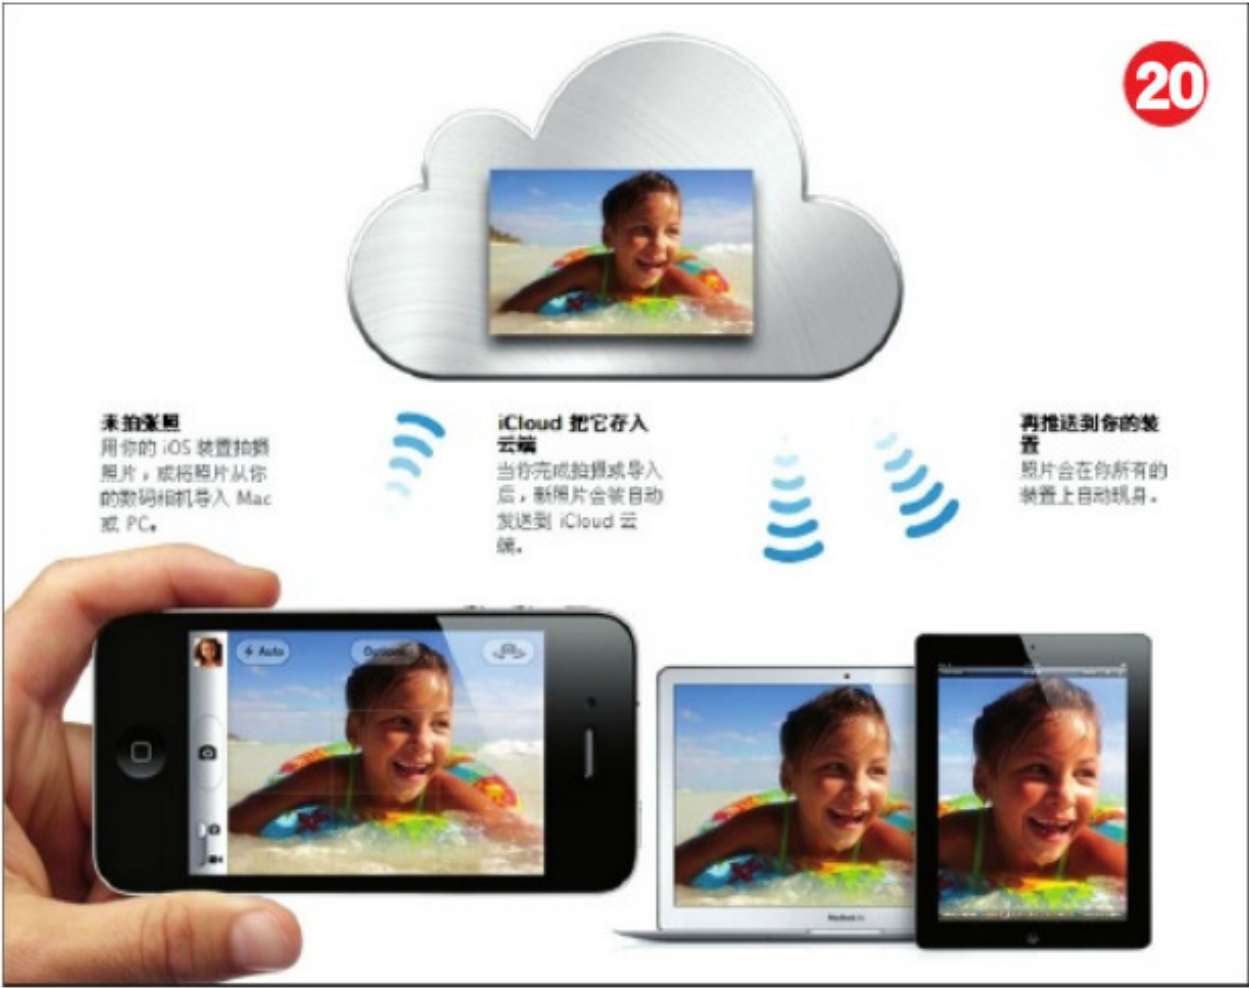 20
来拍张照
用你的 iOS 装置拍摄
照片，或将照片从你
的数码相机导入 Mac
或 PC。
iCloud 把它存入
云端
当你完成拍摄或导入
后，新照片会被自动
发送到 iCloud 云
端。
再推送到你的装
置
照片会在你所有的
装置上自动现身。
Auto
Options
MacBook Air